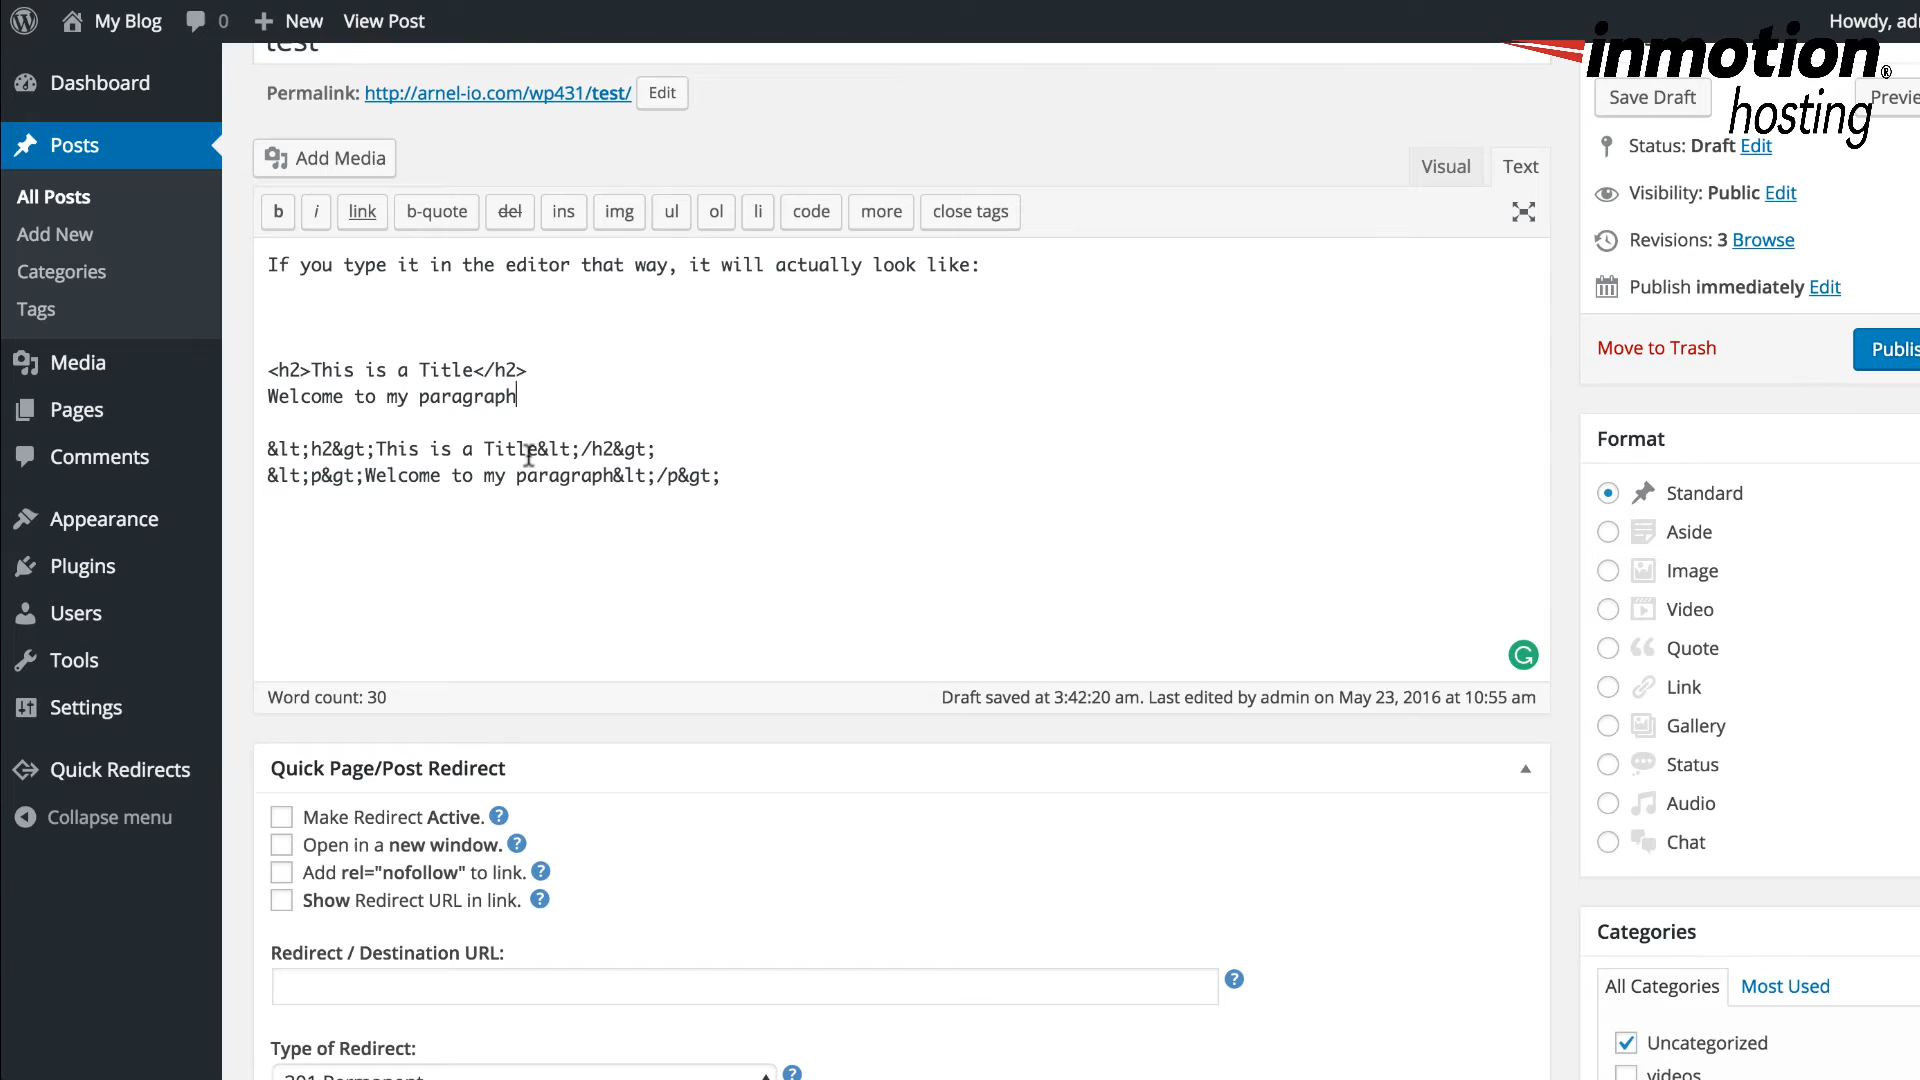 My Blog
0
New
View Post
Howdy,
inmotion®
hosting
Dashboard
Posts
All Posts
Add New
Categories
Tags
Media
Pages
Comments
Appearance
Plugins
Users
Tools
Settings
Quick Redirects
Collapse menu
test
Permalink: http://arnel-io.com/wp431/test/ Edit
Add Media
Visual
Text
b
i
link
b-quote
del
ins
img
ul
ol
li
code
more
close tags
If you type it in the editor that way, it will actually look like:
<h2>This is a Title</h2>
Welcome to my paragraph
&lt;h2&gt;This is a Title&lt;/h2&gt;
&lt;p&gt;Welcome to my paragraph&lt;/p&gt;
Word count: 30
Draft saved at 3:42:20 am. Last edited by admin on May 23, 2016 at 10:55 am
Quick Page/Post Redirect
Make Redirect Active. ?
Open in a new window. ?
Add rel="nofollow" to link. ?
Show Redirect URL in link. ?
Redirect / Destination URL:
?
Type of Redirect:
301 Permanent
?
Save Draft
Status: Draft Edit
Visibility: Public Edit
Revisions: 3 Browse
Publish immediately Edit
Move to Trash
Format
Standard
Aside
Image
Video
Quote
Link
Gallery
Status
Audio
Chat
Categories
All Categories
Most Used
Uncategorized
videos